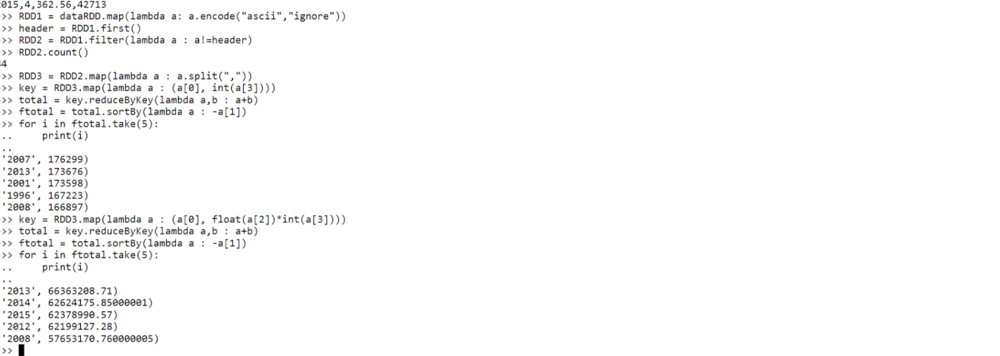 015,4,362.56,42713
>> RDD1 = dataRDD.map(lambda a: a.encode("ascii","ignore"))
>> header = RDD1.first()
>> RDD2 = RDD1.filter(lambda a : a!=header)
>> RDD2.count()
4
>> RDD3 = RDD2.map(lambda a : a.split(","))
>> key = RDD3.map(lambda a : (a[0], int(a[3])))
>> total = key.reduceByKey(lambda a,b : a+b)
>> ftotal = total.sortBy(lambda a : -a[1])
>> for i in ftotal.take(5):
..     print(i)
..
'2007', 176299)
'2013', 173676)
'2001', 173598)
'1996', 167223)
'2008', 166897)
>> key = RDD3.map(lambda a : (a[0], float(a[2])*int(a[3])))
>> total = key.reduceByKey(lambda a,b : a+b)
>> ftotal = total.sortBy(lambda a : -a[1])
>> for i in ftotal.take(5):
..     print(i)
..
'2013', 66363208.71)
'2014', 62624175.85000001)
'2015', 62378990.57)
'2012', 62199127.28)
'2008', 57653170.760000005)
>>